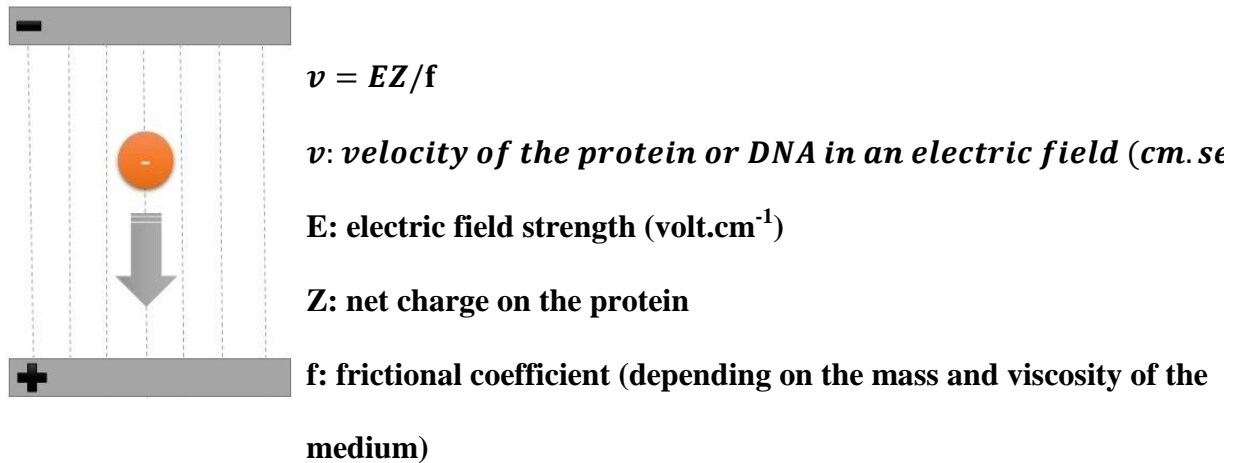 −
v = EZ/f
-
v: velocity of the protein or DNA in an electric field (cm.
E: electric field strength (volt.cm⁻¹)
Z: net charge on the protein
+
f: frictional coefficient (depending on the mass and viscosity of the
medium)